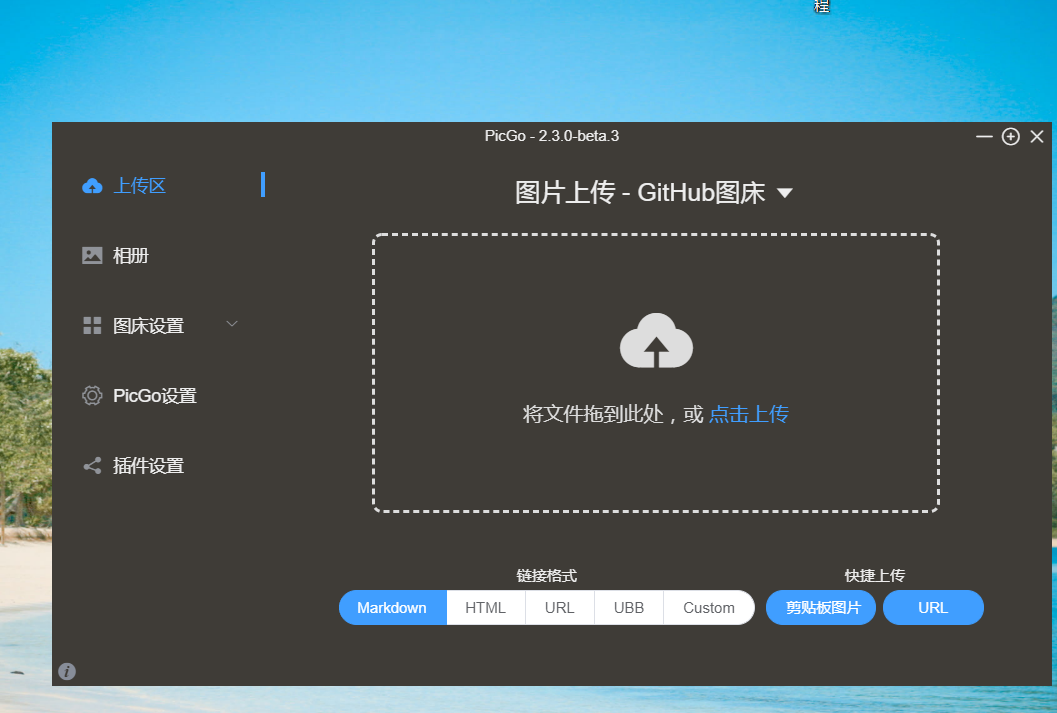 程
PicGo - 2.3.0-beta.3
上传区
图片上传 - GitHub图床
相册
图床设置
PicGo设置
插件设置
将文件拖到此处，或 点击上传
链接格式
快捷上传
Markdown HTML URL UBB Custom
剪贴板图片 URL